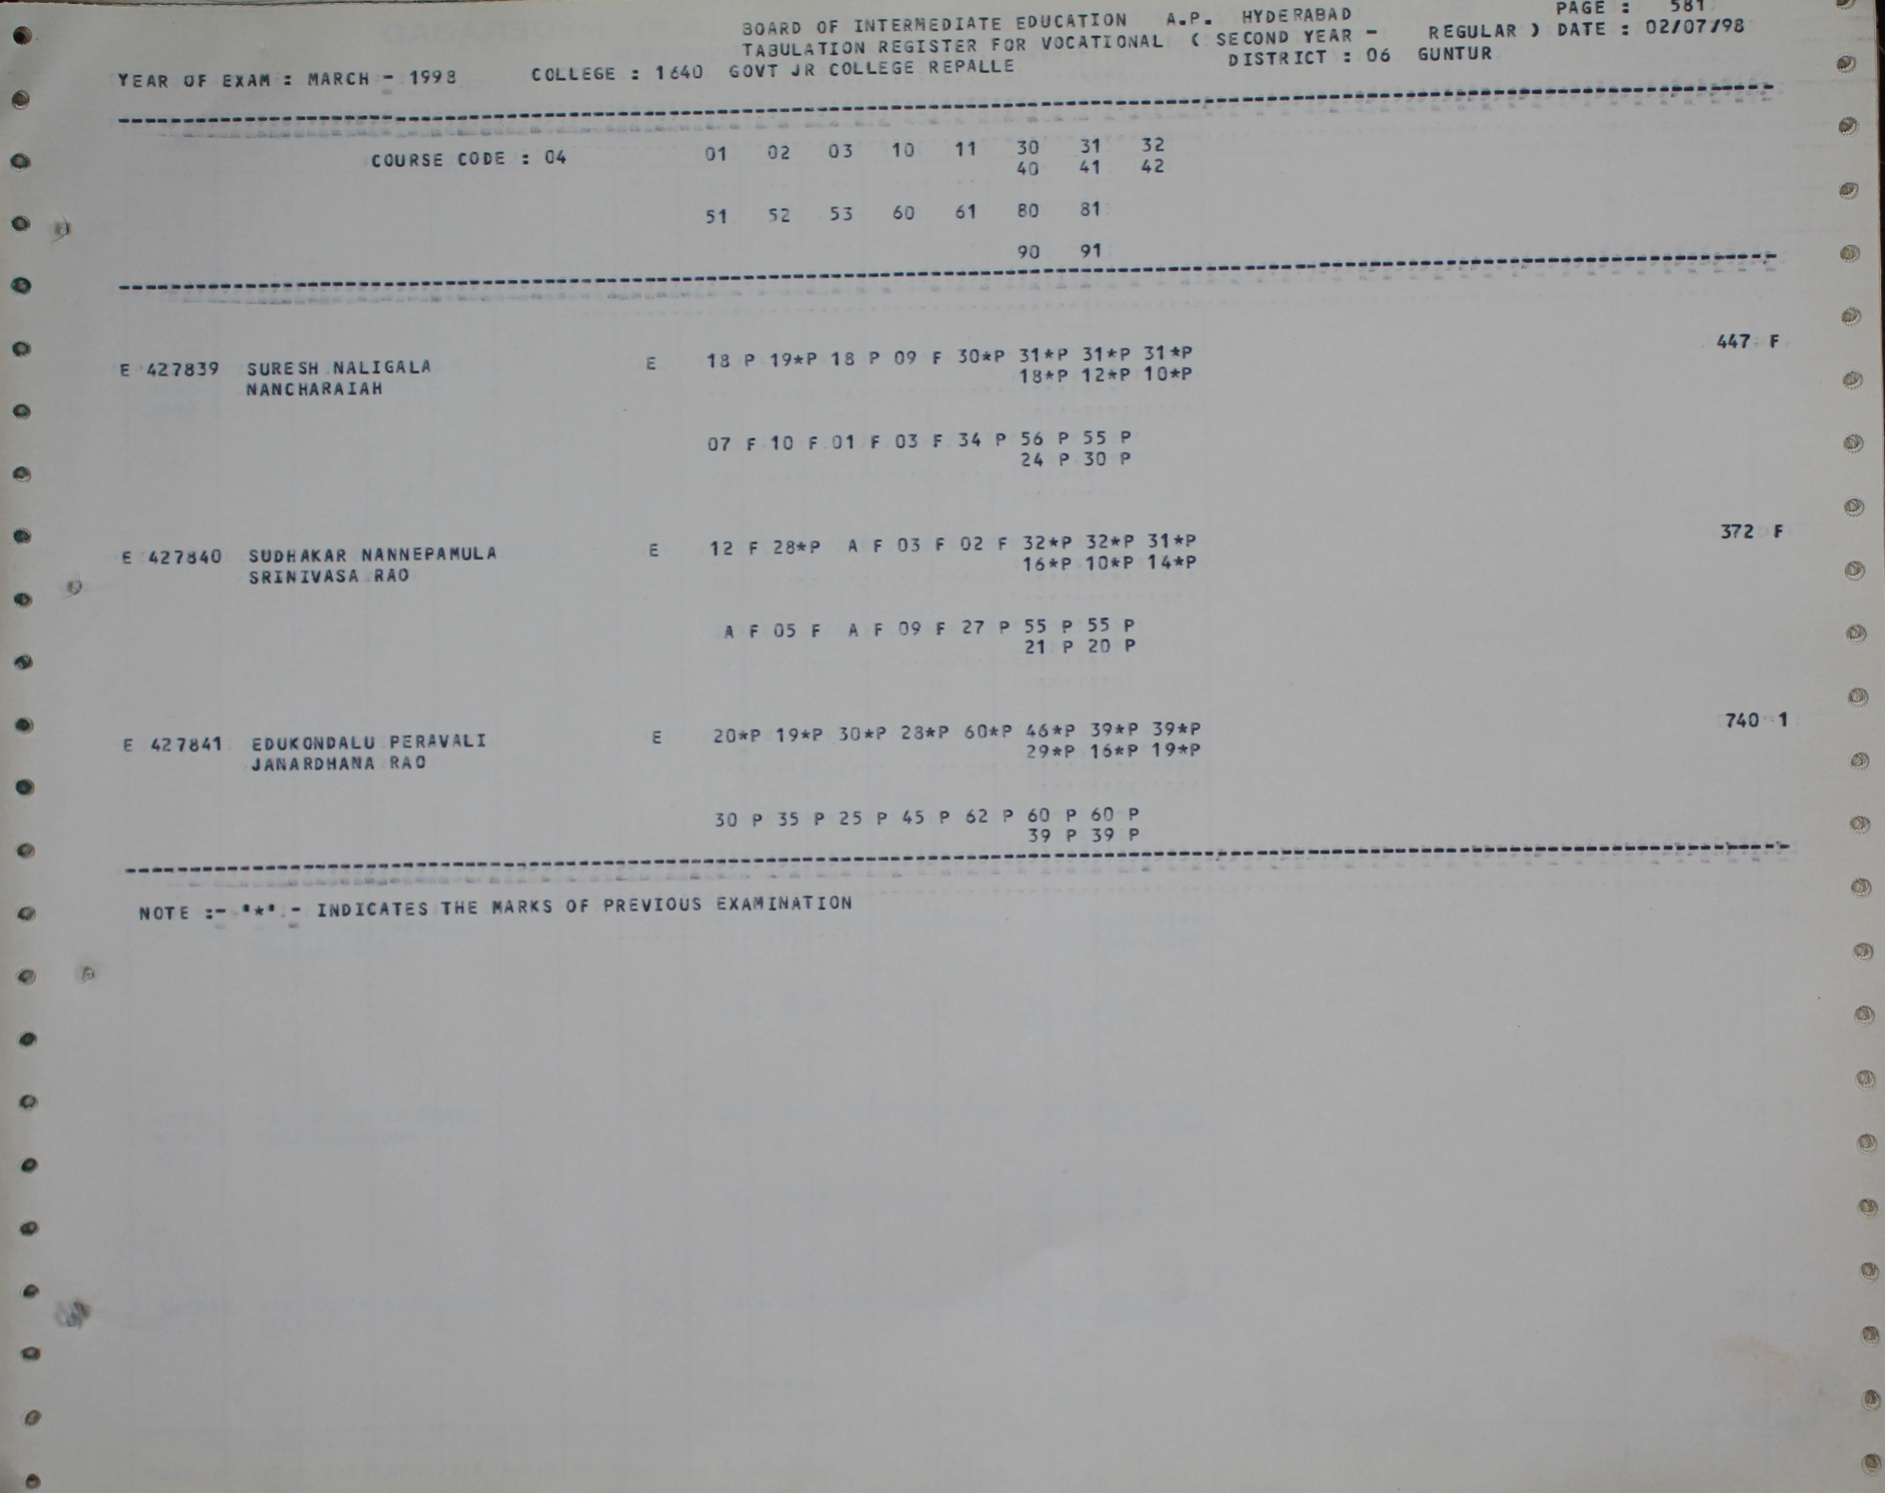 BOARD OF INTERMEDIATE EDUCATION A.P. HYDERABAD PAGE : 581
TABULATION REGISTER FOR VOCATIONAL ( SECOND YEAR - REGULAR ) DATE : 02/07/98
YEAR OF EXAM : MARCH - 1998 COLLEGE : 1640 GOVT JR COLLEGE REPALLE DISTRICT : 06 GUNTUR
COURSE CODE : 04 01 02 03 10 11 30 31 32
40 41 42
51 52 53 60 61 80 81
90 91
E 427839 SURESH NALIGALA E 18 P 19*P 18 P 09 F 30*P 31*P 31*P 31*P 447 F
NANCHARAIAH 18*P 12*P 10*P
07 F 10 F 01 F 03 F 34 P 56 P 55 P
24 P 30 P
E 427840 SUDHAKAR NANNEPAMULA E 12 F 28*P A F 03 F 02 F 32*P 32*P 31*P 372 F
SRINIVASA RAO 16*P 10*P 14*P
A F 05 F A F 09 F 27 P 55 P 55 P
21 P 20 P
E 427841 EDUKONDALU PERAVALI E 20*P 19*P 30*P 28*P 60*P 46*P 39*P 39*P 740 1
JANARDHANA RAO 29*P 16*P 19*P
30 P 35 P 25 P 45 P 62 P 60 P 60 P
39 P 39 P
NOTE :- "*" - INDICATES THE MARKS OF PREVIOUS EXAMINATION